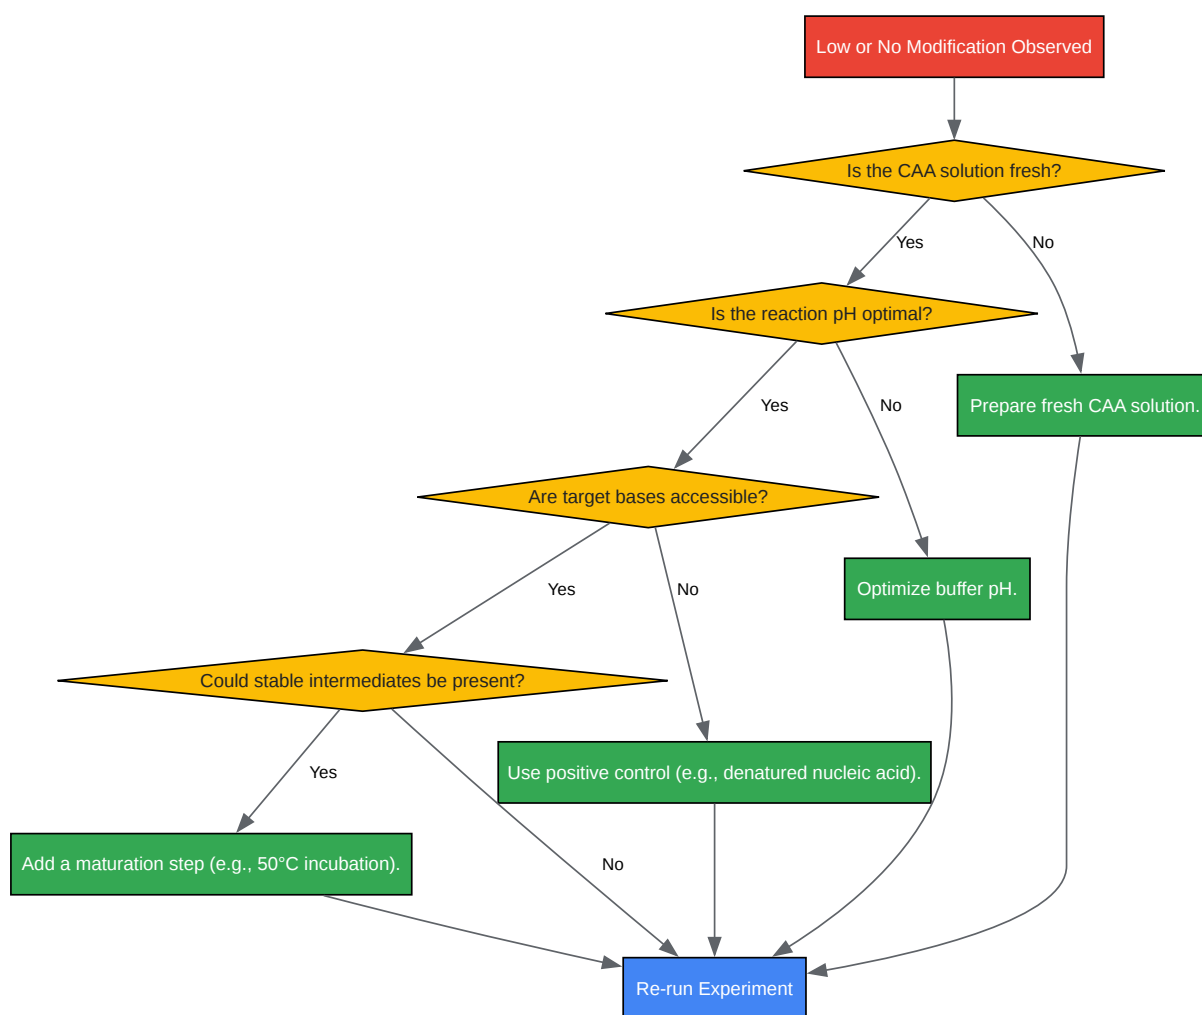 Low or No Modification Observed
Is the CAA solution fresh?
Yes
No
Is the reaction pH optimal?
Yes
No
Prepare fresh CAA solution.
Are target bases accessible?
Yes
No
Optimize buffer pH.
Could stable intermediates be present?
Yes
No
Use positive control (e.g., denatured nucleic acid).
Add a maturation step (e.g., 50°C incubation).
Re-run Experiment